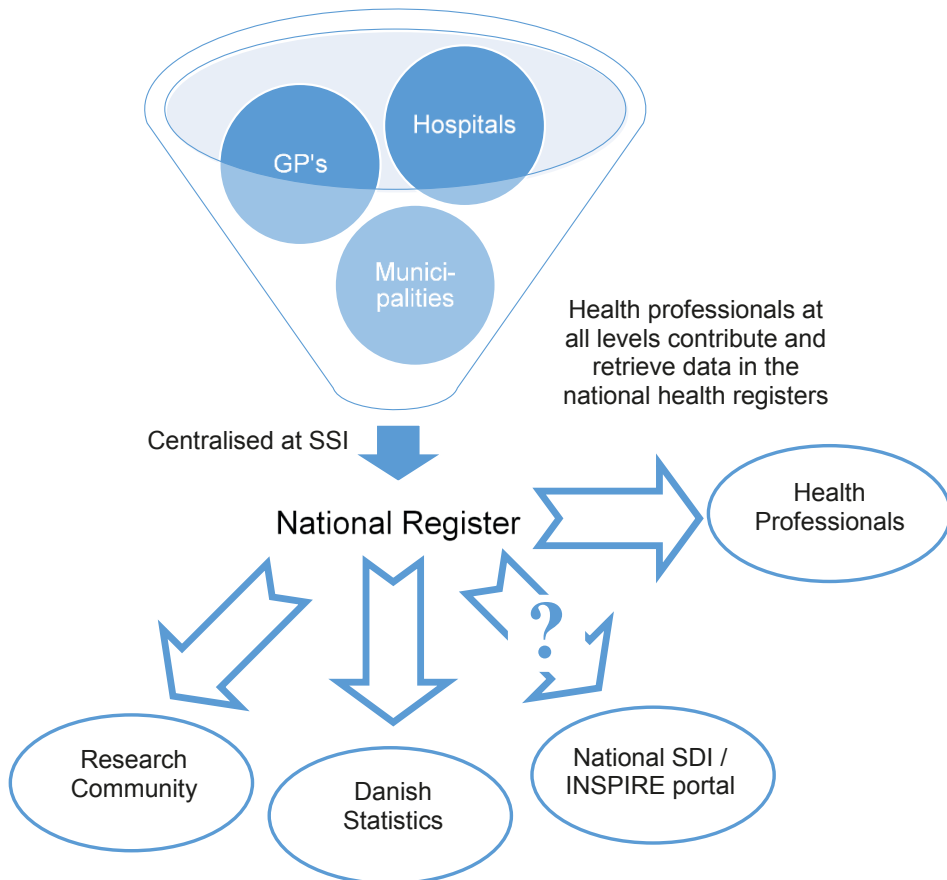 Hospitals
GP's
Munici-
palities
Health professionals at
all levels contribute and
retrieve data in the
national health registers
Centralised at SSI
National Register
Health
Professionals
?
Research
Community
Danish
Statistics
National SDI /
INSPIRE portal